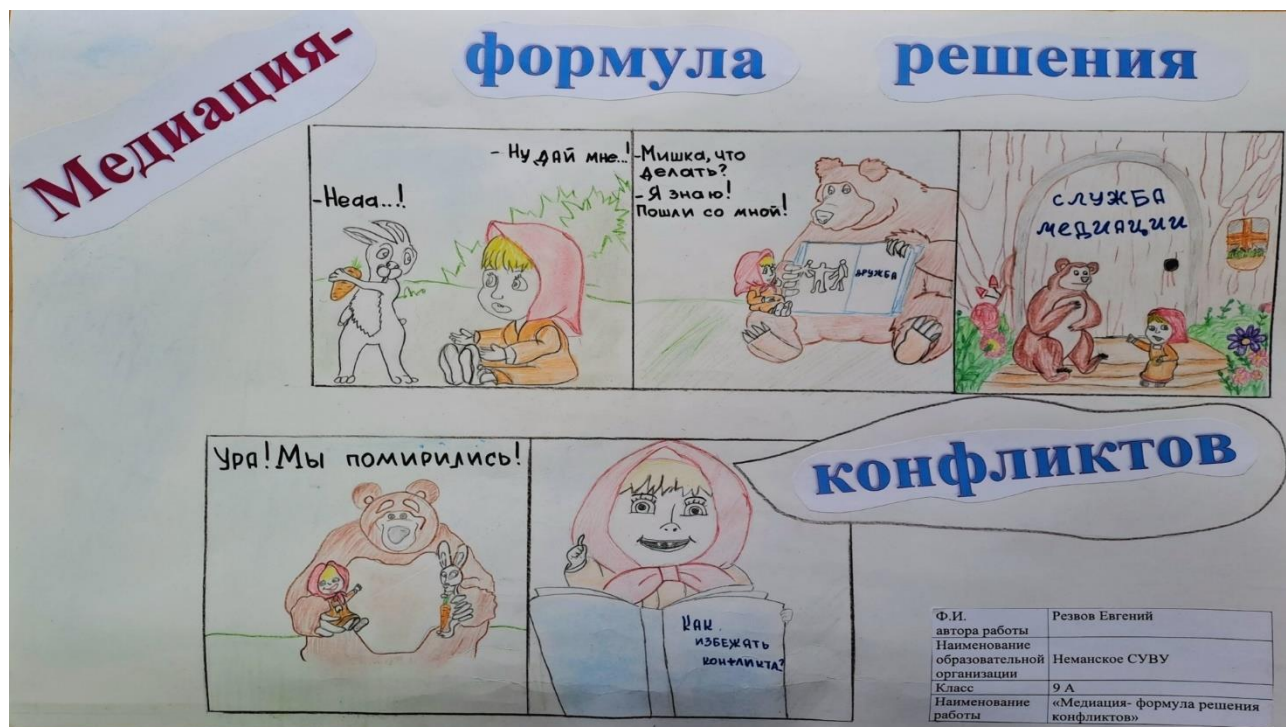 Медиация-
формула решения
- Ну дай мне..!
-Неаа...!
-Мишка, что
делать?
-Я знаю!
Пошли со мной!
ДРУЖБА
СЛУЖБА
МЕДИАЦИИ
Ура! Мы помирились!
конфликтов
КАК
ИЗБЕЖАТЬ
КОНФЛИКТА?
Ф.И.
автора работы
Резвов Евгений
Наименование
образовательной
организации
Неманское СУВУ
Класс
9 А
Наименование
работы
«Медиация- формула решения
конфликтов»